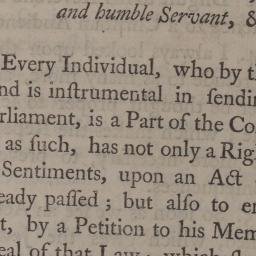 and humble Servant, &
Every Individual, who by t
nd is inſtrumental in ſendi
rliament, is a Part of the Co
as ſuch, has not only a Rig
Sentiments, upon an Act
eady paſſed; but alſo to e
t, by a Petition to his Mem
eal of that Law; which